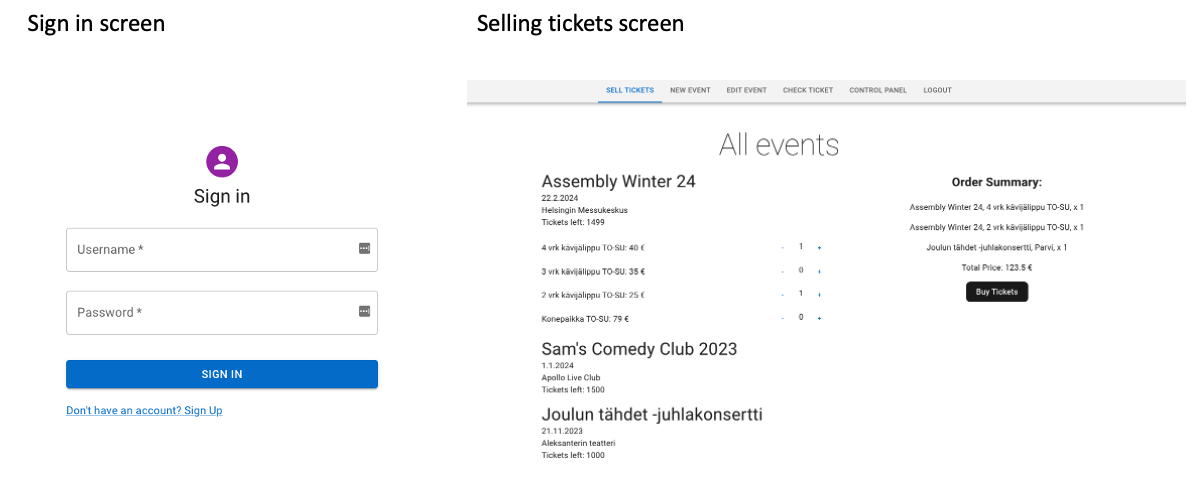 Sign in screen
Selling tickets screen
Sign in
Username *
Password *
SIGN IN
Don't have an account? Sign Up
SELL TICKETS NEW EVENT EDIT EVENT CHECK TICKET CONTROL PANEL LOGOUT
All events
Assembly Winter 24
22.2.2024
Helsingin Messukeskus
Tickets left: 1499
4 vrk kävijälippu TO-SU: 40 € - 1 +
3 vrk kävijälippu TO-SU: 35 € - 0 +
2 vrk kävijälippu TO-SU: 25 € - 1 +
Konepaikka TO-SU: 79 € - 0 +
Sam's Comedy Club 2023
1.1.2024
Apollo Live Club
Tickets left: 1500
Joulun tähdet -juhlakonsertti
21.11.2023
Aleksanterin teatteri
Tickets left: 1000
Order Summary:
Assembly Winter 24, 4 vrk kävijälippu TO-SU, x 1
Assembly Winter 24, 2 vrk kävijälippu TO-SU, x 1
Joulun tähdet -juhlakonsertti, Parvi, x 1
Total Price: 123.5 €
Buy Tickets